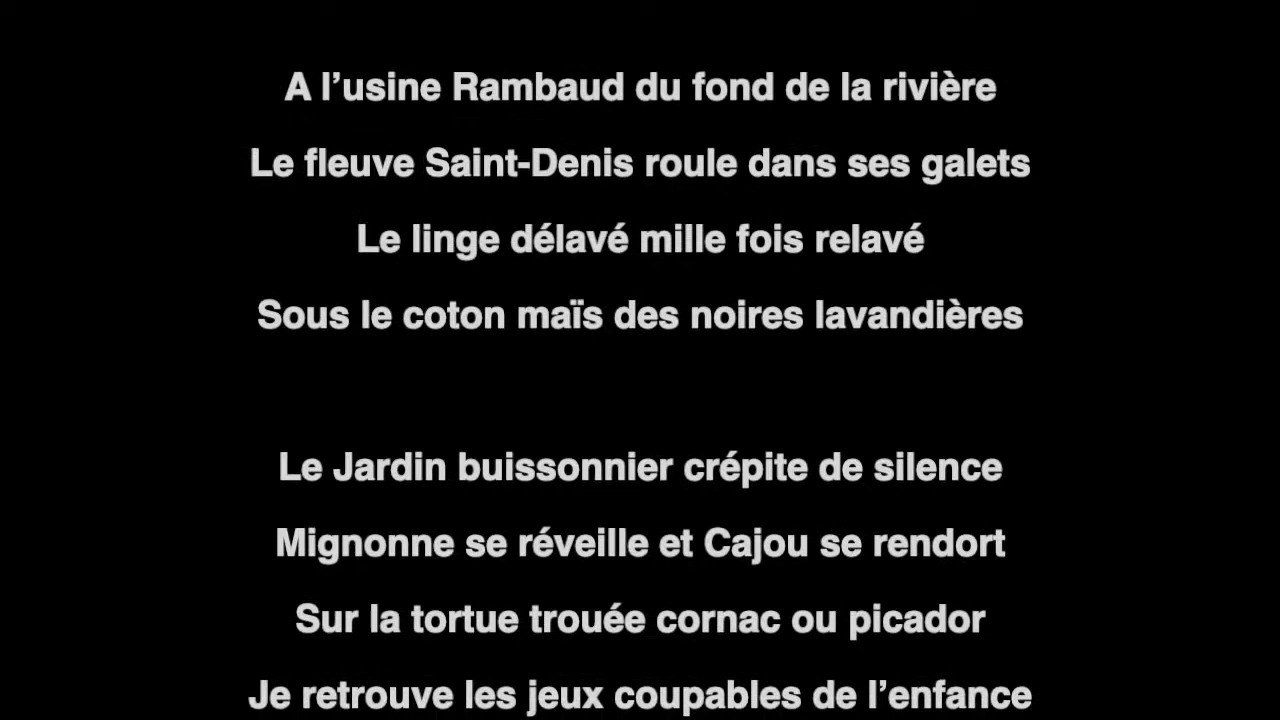 A l’usine Rambaud du fond de la rivière
Le fleuve Saint-Denis roule dans ses galets
Le linge délavé mille fois relavé
Sous le coton maïs des noires lavandières
Le Jardin buissonnier crépite de silence
Mignonne se réveille et Cajou se rendort
Sur la tortue trouée cornac ou picador
Je retrouve les jeux coupables de l’enfance